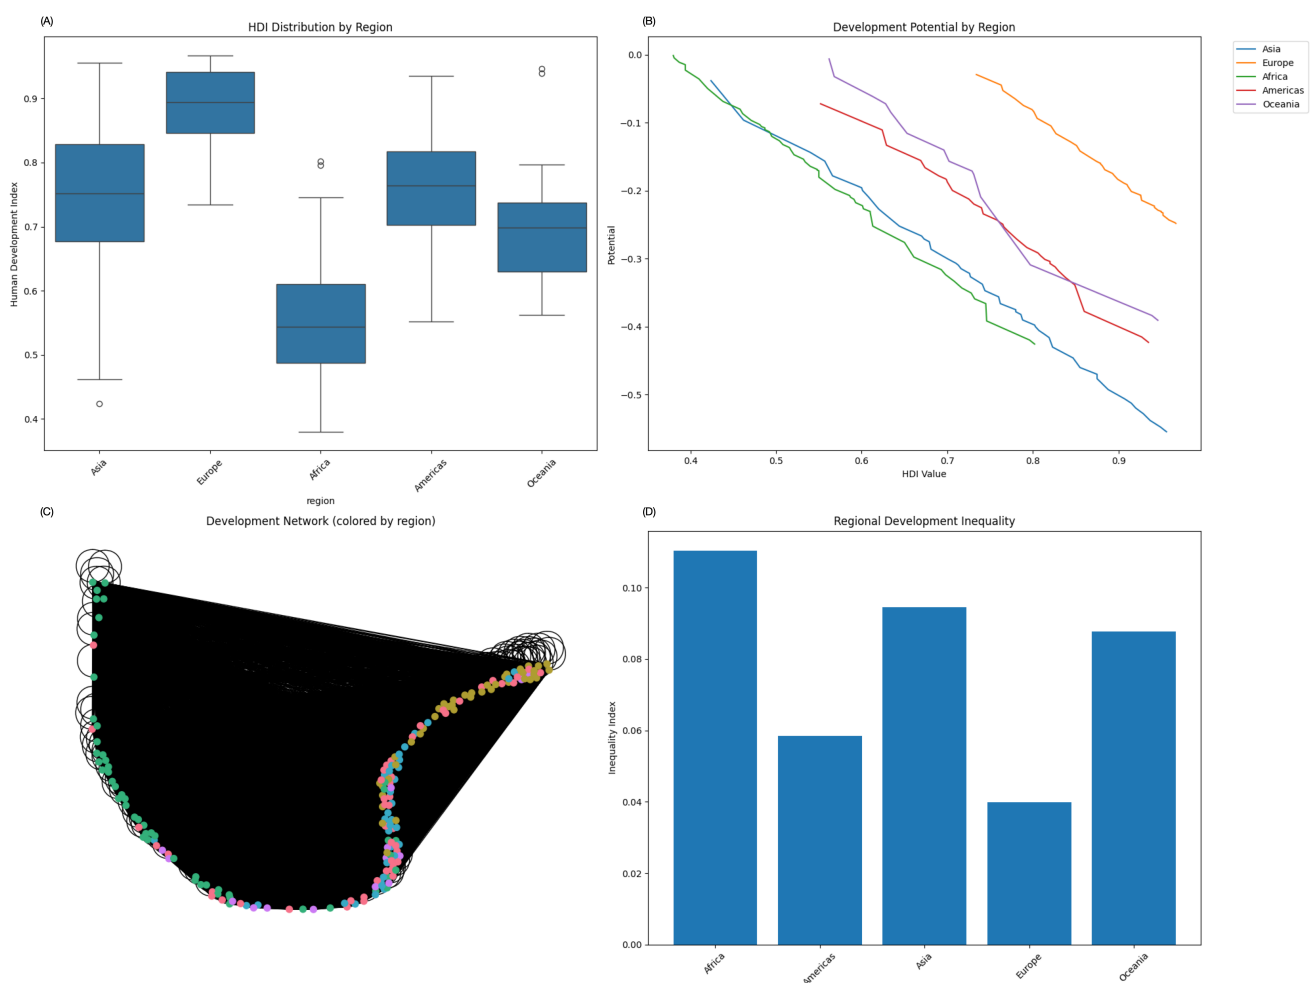 (A)
HDI Distribution by Region
Human Development Index
0.9
0.8
0.7
0.6
0.5
0.4
Asia
Europe
Africa
Americas
Oceania
region
(B)
Development Potential by Region
Potential
0.0
−0.1
−0.2
−0.3
−0.4
−0.5
0.4
0.5
0.6
0.7
0.8
0.9
HDI Value
Asia
Europe
Africa
Americas
Oceania
(C)
Development Network (colored by region)
(D)
Regional Development Inequality
Inequality Index
0.10
0.08
0.06
0.04
0.02
0.00
Africa
Americas
Asia
Europe
Oceania